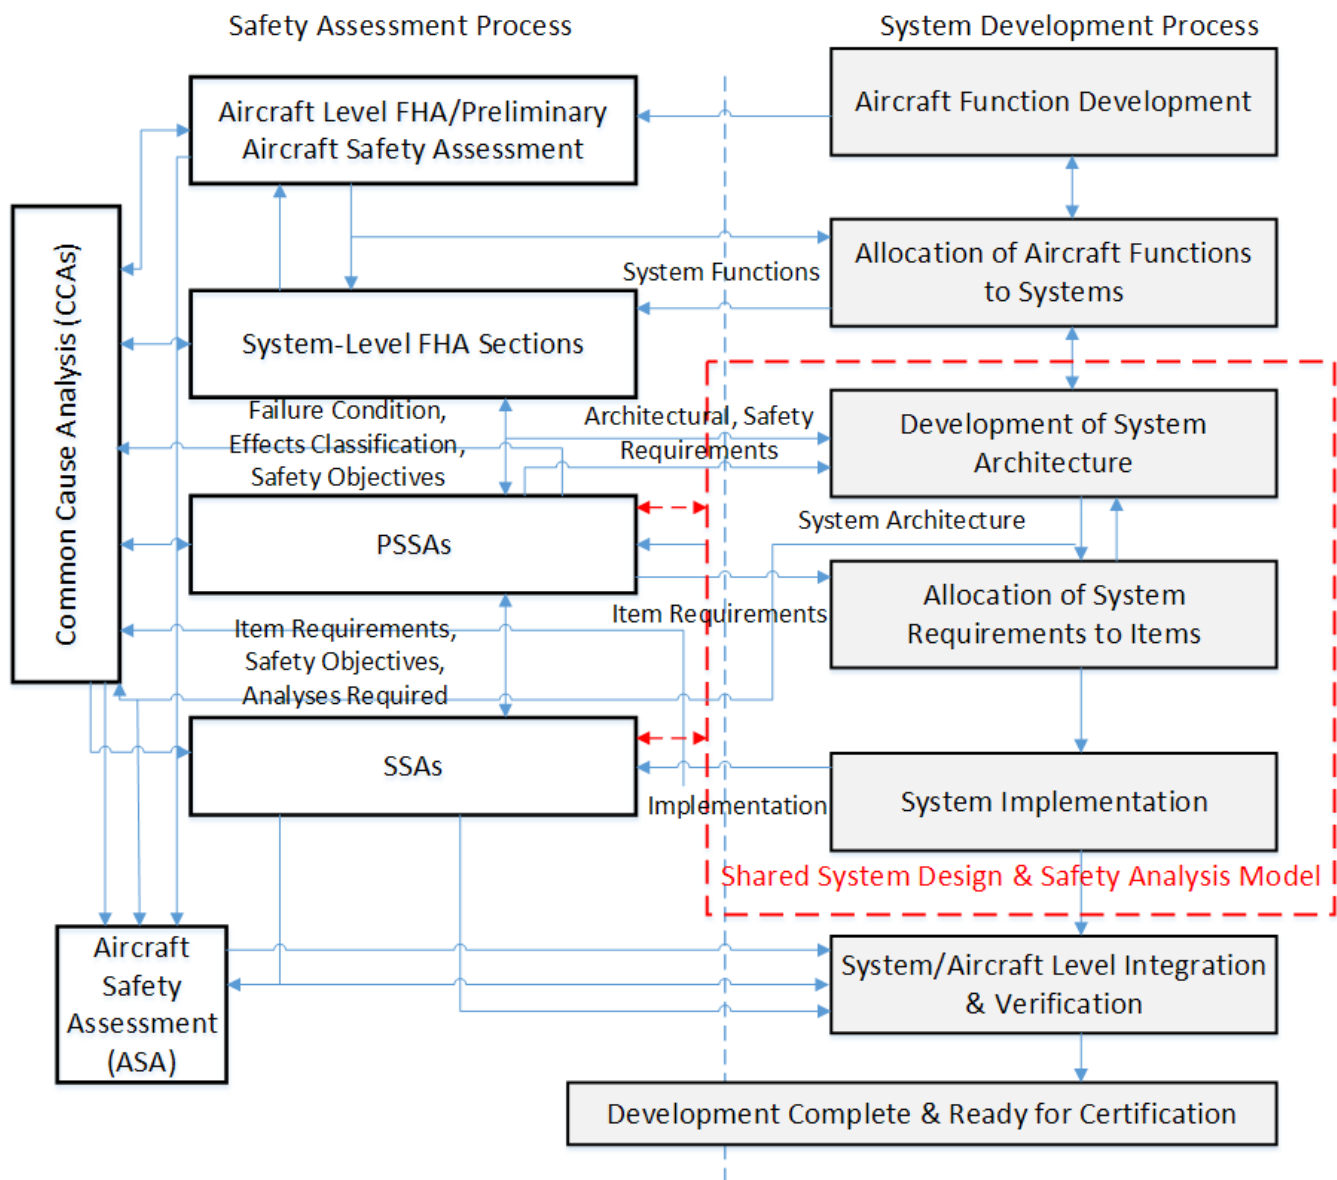 Safety Assessment Process
System Development Process
Aircraft Level FHA/Preliminary
Aircraft Safety Assessment
Aircraft Function Development
Common Cause Analysis (CCAs)
System Functions
Allocation of Aircraft Functions
to Systems
System-Level FHA Sections
Failure Condition,
Effects Classification,
Safety Objectives
Architectural, Safety
Requirements
Development of System
Architecture
PSSAs
System Architecture
Item Requirements
Allocation of System
Requirements to Items
Item Requirements,
Safety Objectives,
Analyses Required
SSAs
Implementation
System Implementation
Shared System Design & Safety Analysis Model
Aircraft
Safety
Assessment
(ASA)
System/Aircraft Level Integration
& Verification
Development Complete & Ready for Certification